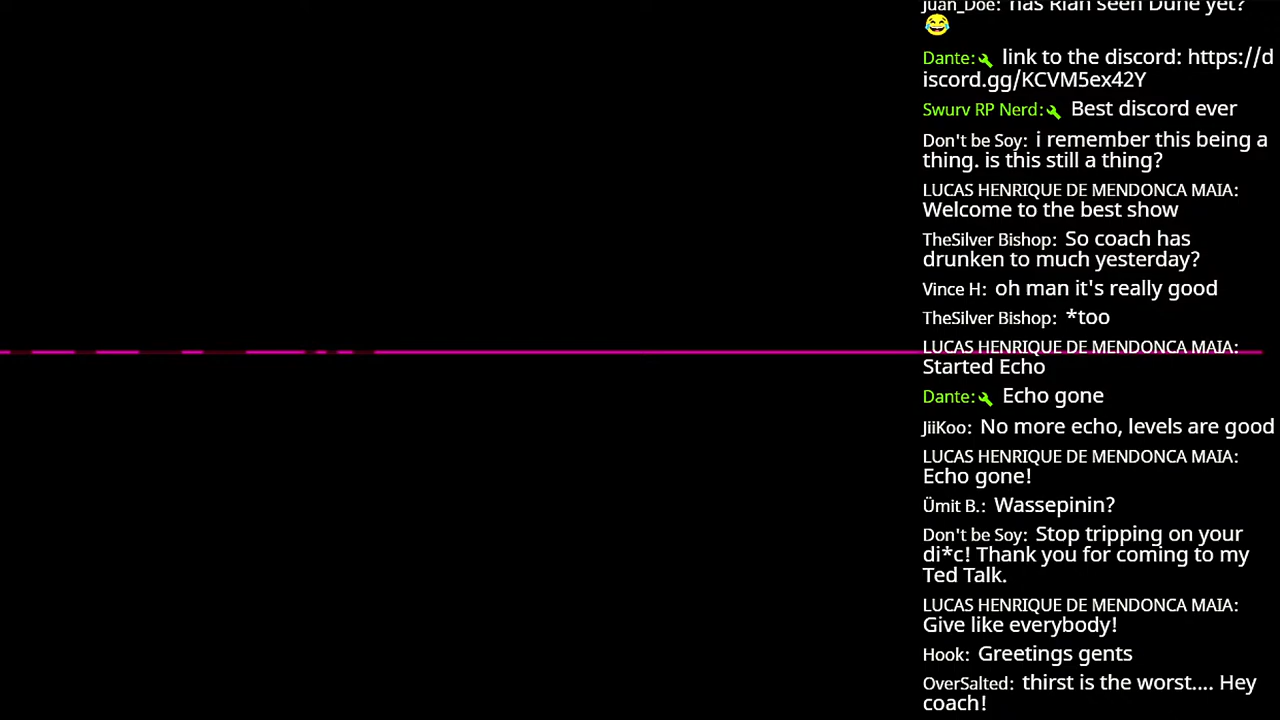 Juan_Doe: has Rian seen Dune yet?
😂
Dante: link to the discord: https://d
iscord.gg/KCVM5ex42Y
Swurv RP Nerd: Best discord ever
Don't be Soy: i remember this being a
thing. is this still a thing?
LUCAS HENRIQUE DE MENDONCA MAIA:
Welcome to the best show
TheSilver Bishop: So coach has
drunken to much yesterday?
Vince H: oh man it's really good
TheSilver Bishop: *too
LUCAS HENRIQUE DE MENDONCA MAIA:
Started Echo
Dante: Echo gone
JiiKoo: No more echo, levels are good
LUCAS HENRIQUE DE MENDONCA MAIA:
Echo gone!
Ümit B.: Wassepinin?
Don't be Soy: Stop tripping on your
di*c! Thank you for coming to my
Ted Talk.
LUCAS HENRIQUE DE MENDONCA MAIA:
Give like everybody!
Hook: Greetings gents
OverSalted: thirst is the worst.... Hey
coach!